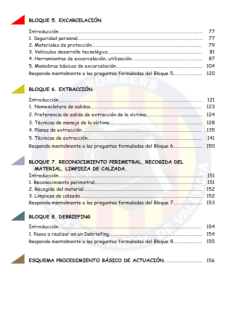 BLOQUE 5. EXCARCELACIÓN
Introducción............ 77
1. Seguridad personal............ 77
2. Materiales de protección............ 79
3. Vehículos desarrollo tecnológico............ 81
4. Herramientas de excarcelación, utilización............ 87
5. Maniobras básicas de excarcelación............ 104
Responda mentalmente a las preguntas formuladas del Bloque 5............ 120
BLOQUE 6. EXTRACCIÓN
Introducción............ 121
1. Nomenclatura de salidas............ 123
2. Preferencia de salida de extracción de la víctima............ 124
3. Técnicas de manejo de la víctima............ 128
4. Planos de extracción............ 135
5. Técnicas de extracción............ 141
Responda mentalmente a las preguntas formuladas del Bloque 6............ 150
BLOQUE 7. RECONOCIMIENTO PERIMETRAL, RECOGIDA DEL
MATERIAL, LIMPIEZA DE CALZADA.
Introducción............ 151
1. Reconocimiento perimetral............ 151
2. Recogida del material............ 152
3. Limpieza de calzada............ 152
Responda mentalmente a las preguntas formuladas del Bloque 7............ 153
BLOQUE 8. DEBRIEFING
Introducción............ 154
1. Pasos a realizar en un Debriefing............ 154
Responda mentalmente a las preguntas formuladas del Bloque 8............ 155
ESQUEMA PROCEDIMIENTO BÁSICO DE ACTUACIÓN............ 156